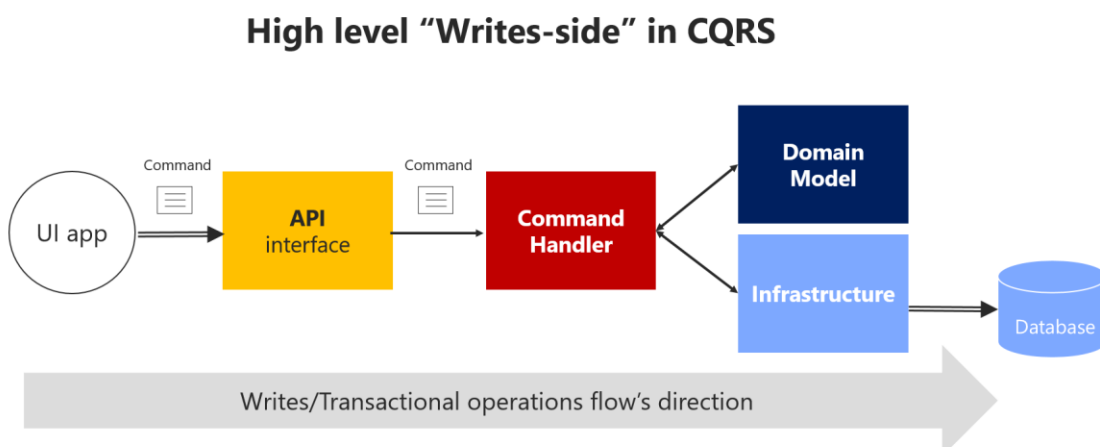 High level “Writes-side” in CQRS
Command
Command
UI app
API
interface
Command
Handler
Domain
Model
Infrastructure
Database
Writes/Transactional operations flow’s direction